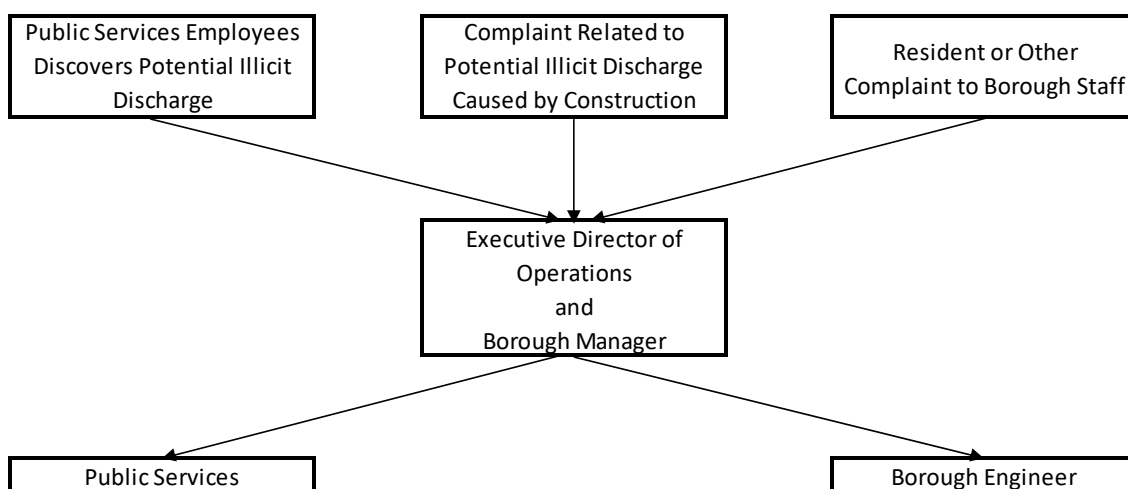 Public Services Employees
Discovers Potential Illicit
Discharge
Complaint Related to
Potential Illicit Discharge
Caused by Construction
Resident or Other
Complaint to Borough Staff
Executive Director of
Operations
and
Borough Manager
Public Services
Borough Engineer